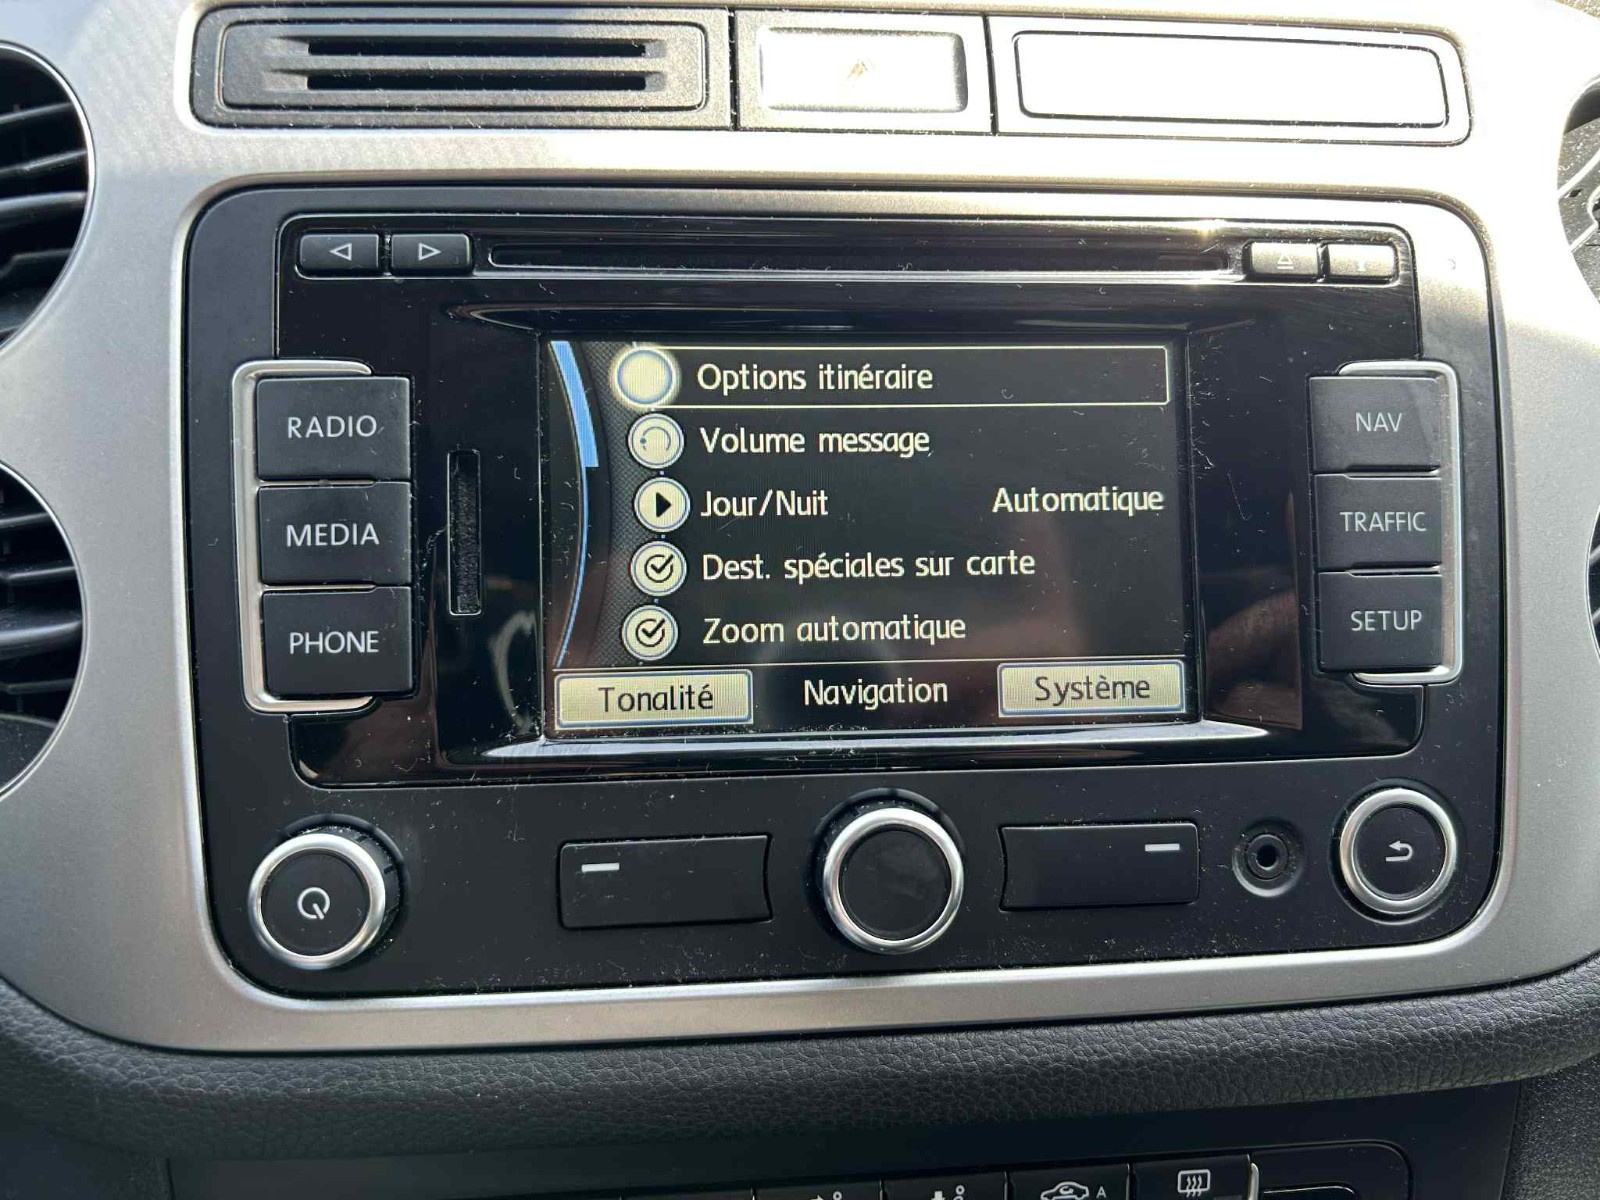 Options itinéraire
RADIO
NAV
Volume message
Jour/Nuit Automatique
MEDIA
TRAFFIC
Dest. spéciales sur carte
PHONE
Zoom automatique
SETUP
Tonalité Navigation Système
A